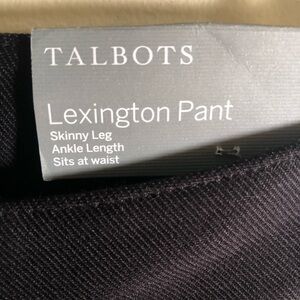 TALBOTS
Lexington Pant
Skinny Leg
Ankle Length
Sits at waist